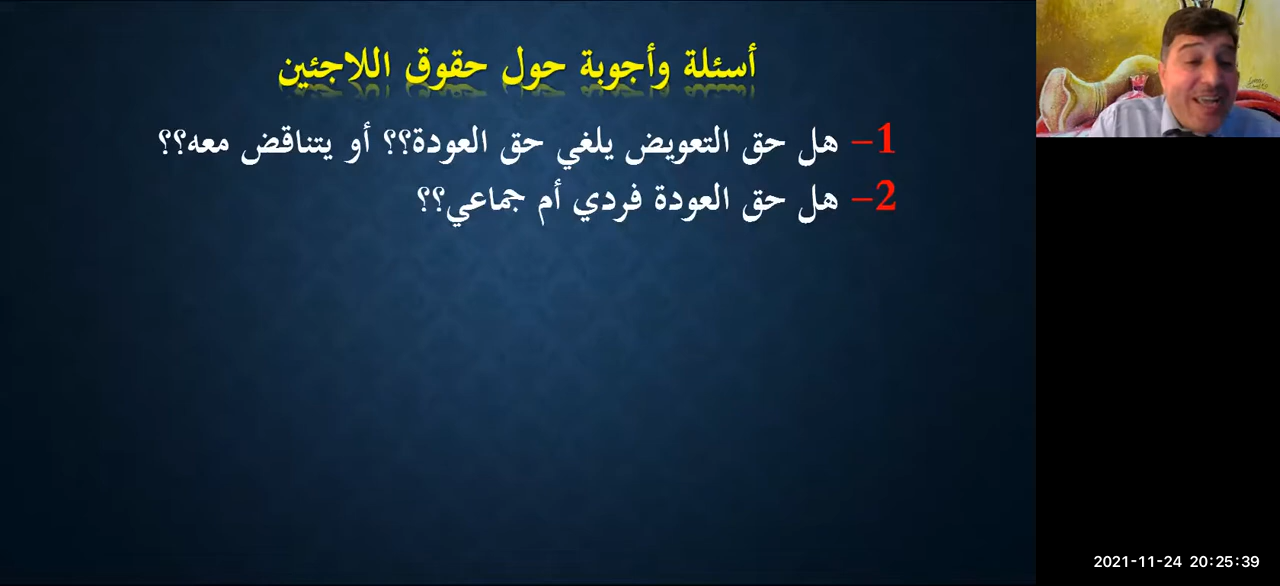 أسئلة وأجوبة حول حقوق اللاجئين
1– هل حق التعويض يلغي حق العودة؟؟ أو يتناقض معه؟؟
2– هل حق العودة فردي أم جماعي؟؟
2021-11-24 20:25:39